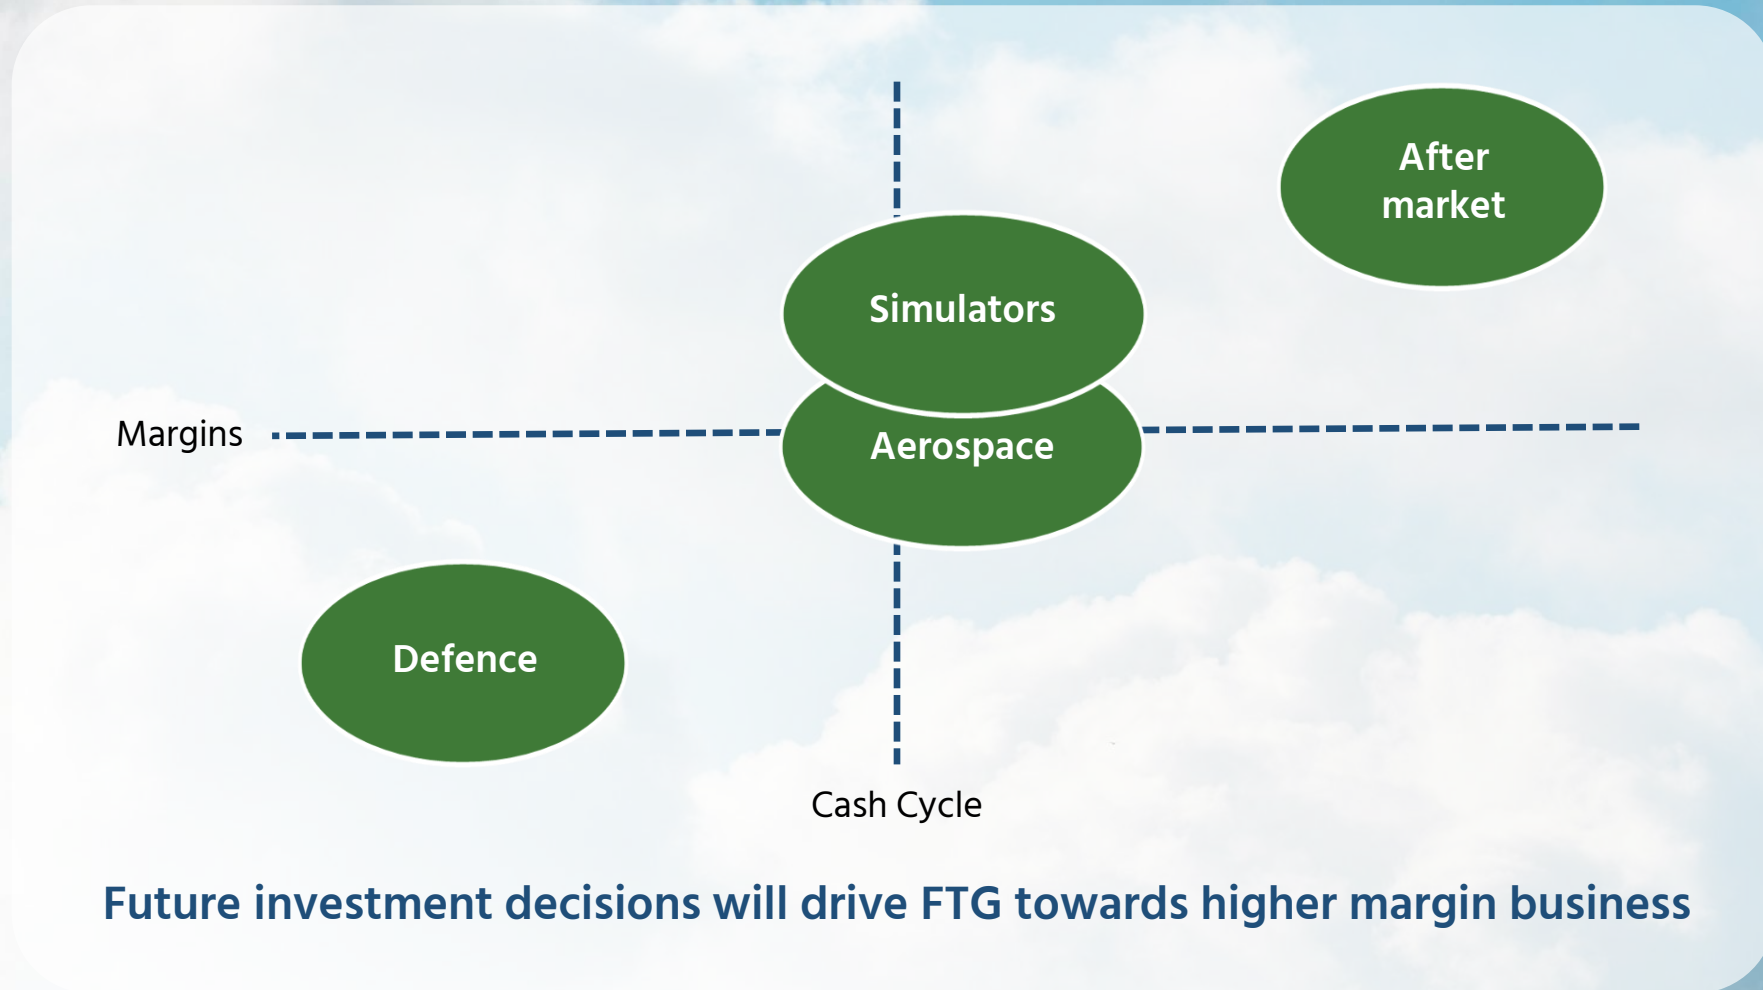 After
market
Simulators
Margins
Aerospace
Defence
Cash Cycle
Future investment decisions will drive FTG towards higher margin business